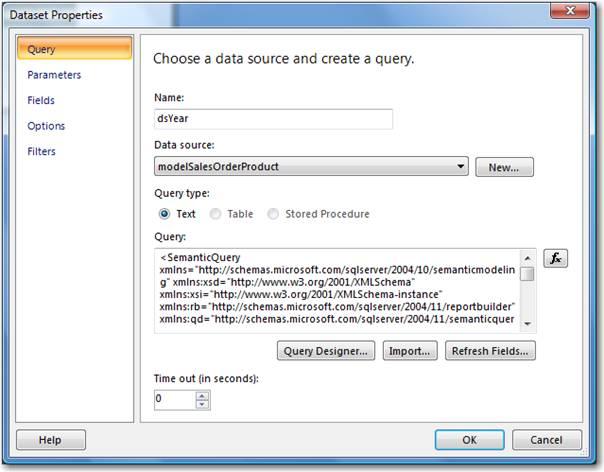 Dataset Properties
Query
Parameters
Fields
Options
Filters
Choose a data source and create a query.
Name:
dsYear
Data source:
modelSalesOrderProduct
New...
Query type:
Text
Table
Stored Procedure
Query:
<SemanticQuery
xmlns="http://schemas.microsoft.com/sqlserver/2004/10/semanticmodelin
g" xmlns:xsd="http://www.w3.org/2001/XMLSchema"
xmlns:xsi="http://www.w3.org/2001/XMLSchema-instance"
xmlns:rb="http://schemas.microsoft.com/sqlserver/2004/11/reportbuilder"
xmlns:qd="http://schemas.microsoft.com/sqlserver/2004/11/semanticquer
fx
Query Designer...
Import...
Refresh Fields...
Time out (in seconds):
0
Help
OK
Cancel